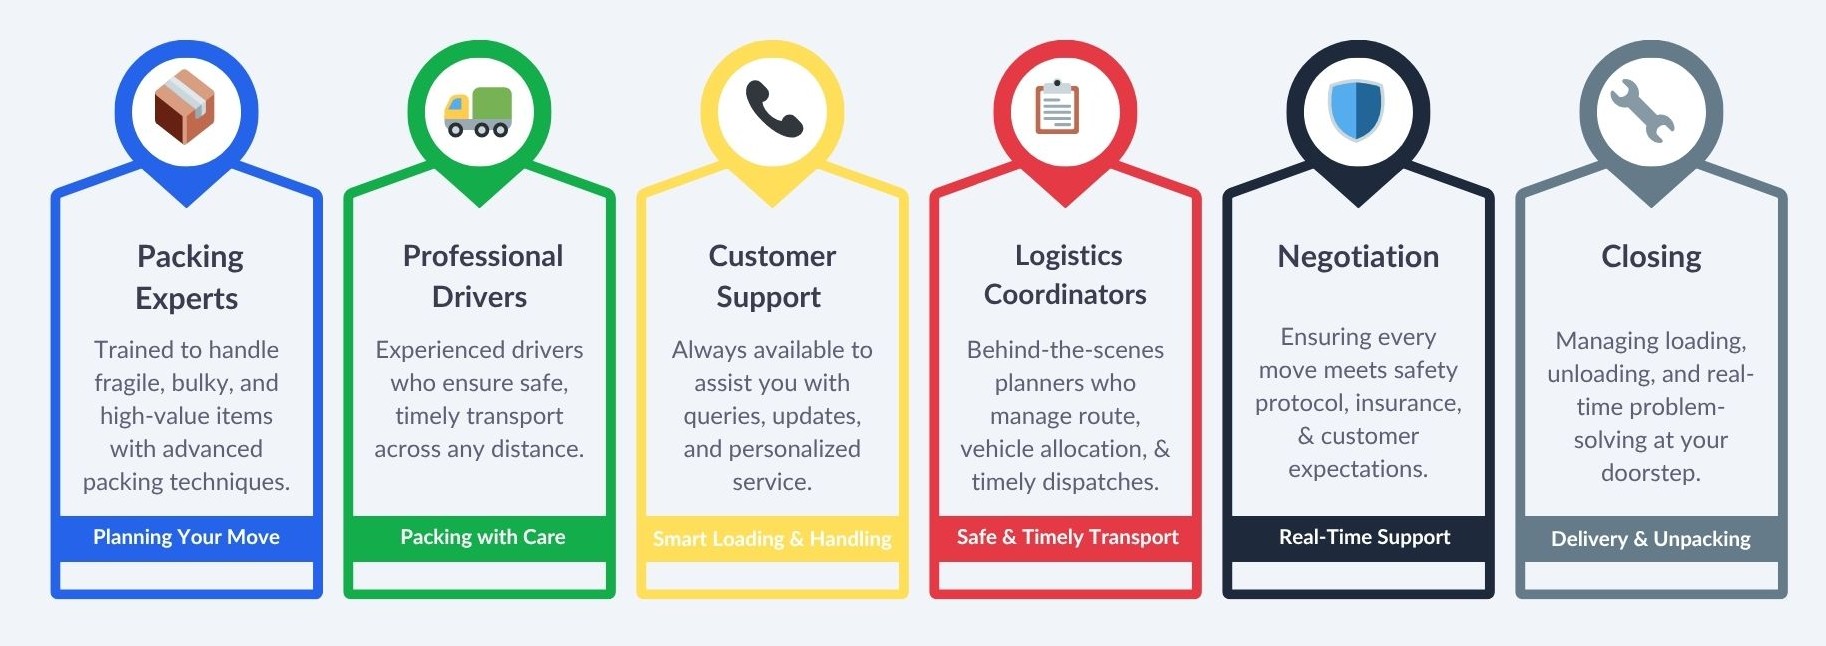 Packing
Experts
Trained to handle
fragile, bulky, and
high-value items
with advanced
packing techniques.
Planning Your Move
Professional
Drivers
Experienced drivers
who ensure safe,
timely transport
across any distance.
Packing with Care
Customer
Support
Always available to
assist you with
queries, updates,
and personalized
service.
Smart Loading & Handling
Logistics
Coordinators
Behind-the-scenes
planners who
manage route,
vehicle allocation, &
timely dispatches.
Safe & Timely Transport
Negotiation
Ensuring every
move meets safety
protocol, insurance,
& customer
expectations.
Real-Time Support
Closing
Managing loading,
unloading, and real-
time problem-
solving at your
doorstep.
Delivery & Unpacking